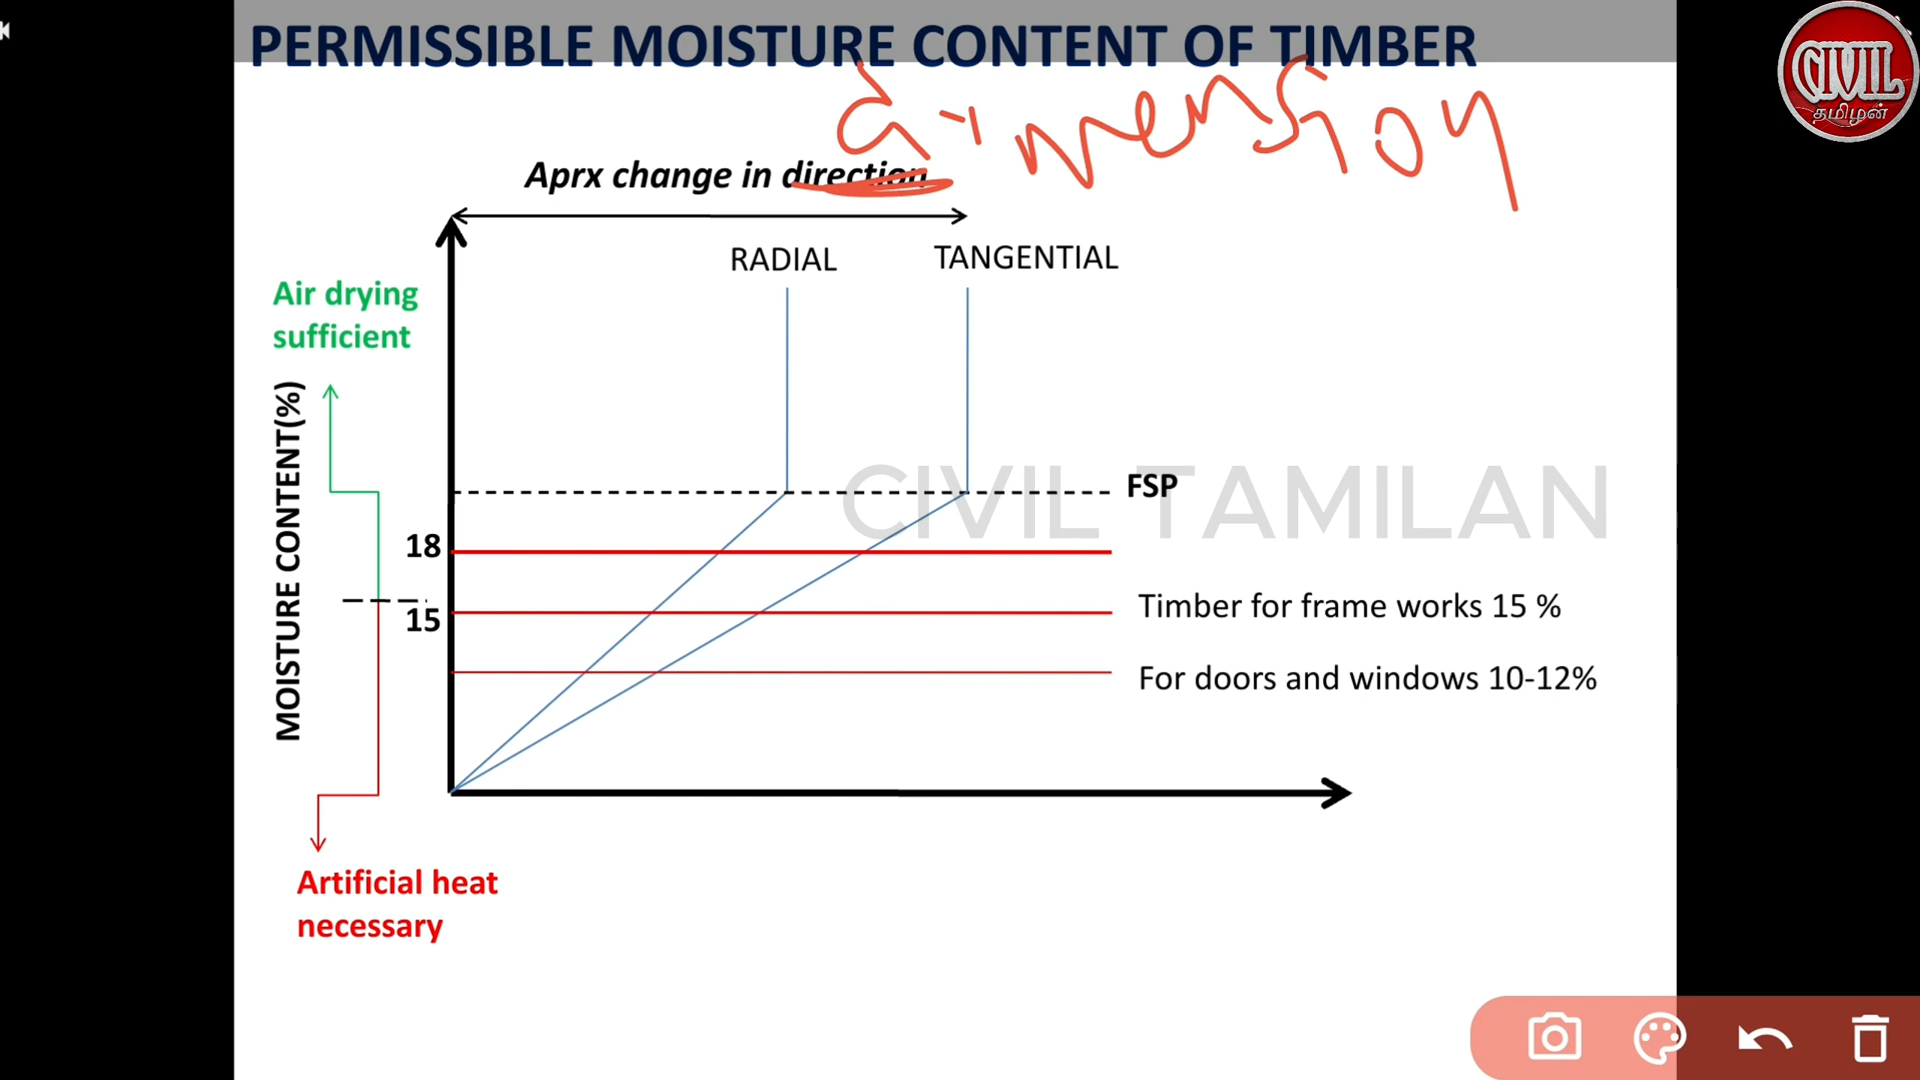 PERMISSIBLE MOISTURE CONTENT OF TIMBER
CIVIL
தமிழன்
dimension
Aprx change in direction
RADIAL
TANGENTIAL
Air drying
sufficient
MOISTURE CONTENT(%)
CIVIL TAMILAN
FSP
18
15
Timber for frame works 15 %
For doors and windows 10-12%
Artificial heat
necessary